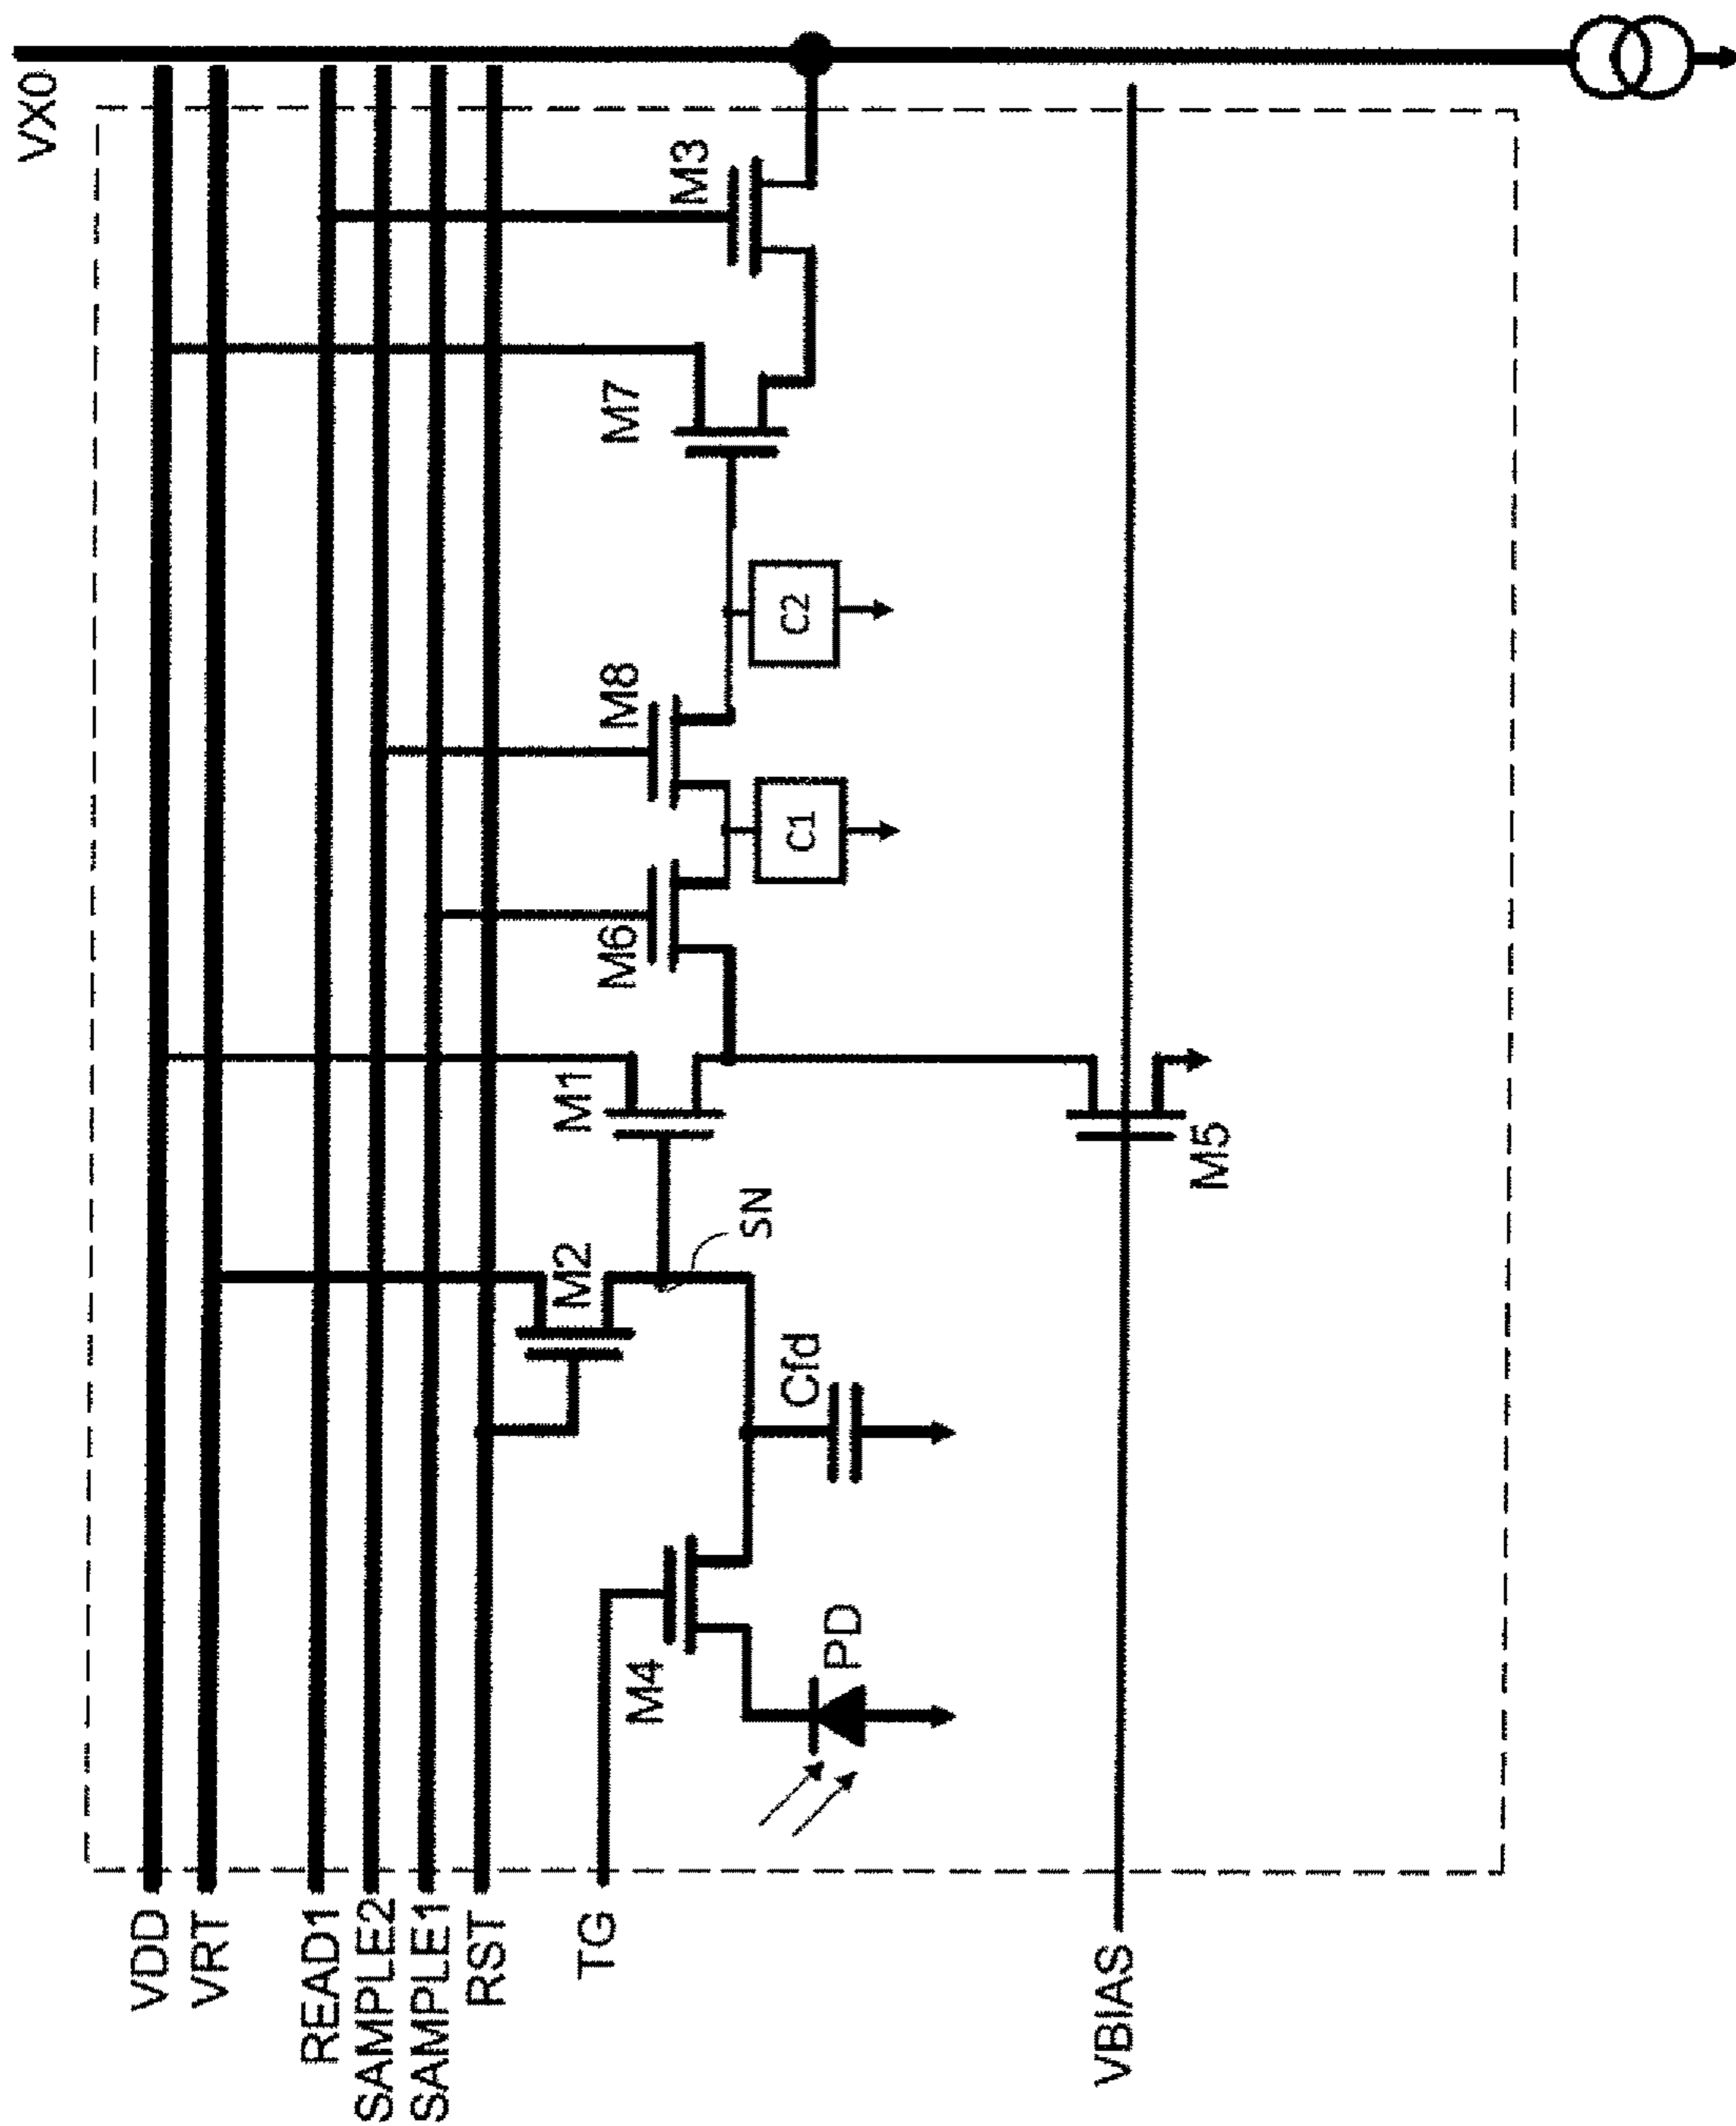 VDD
VRT
READ1
SAMPLE2
SAMPLE1
RST
TG
VBIAS
VX0
M4
PD
Cfd
M2
SN
M1
M5
M6
C1
M8
C2
M7
M3